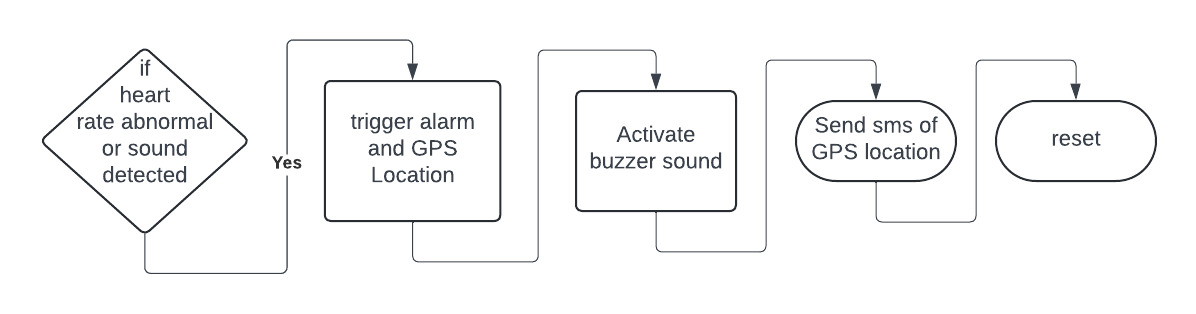 if
heart
rate abnormal
or sound
detected
Yes
trigger alarm
and GPS
Location
Activate
buzzer sound
Send sms of
GPS location
reset